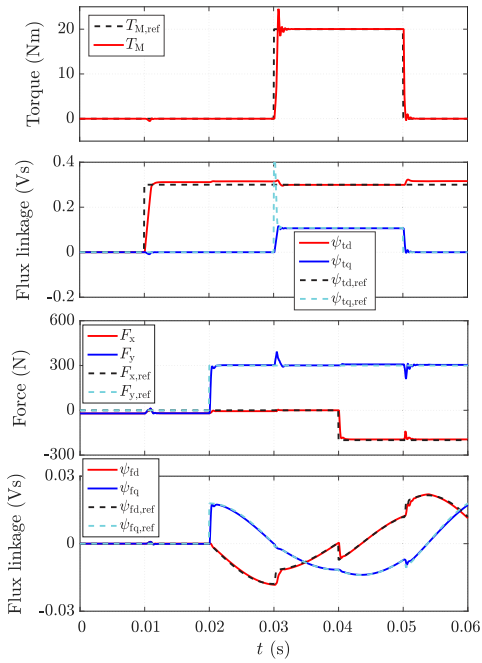 Torque (Nm)
20
10
0
T_M,ref
T_M
Flux linkage (Vs)
0.4
0.2
0
-0.2
ψ_td
ψ_tq
ψ_td,ref
ψ_tq,ref
Force (N)
600
300
0
-300
F_x
F_y
F_x,ref
F_y,ref
Flux linkage (Vs)
0.03
0
-0.03
ψ_fd
ψ_fq
ψ_fd,ref
ψ_fq,ref
0 0.01 0.02 0.03 0.04 0.05 0.06
t (s)